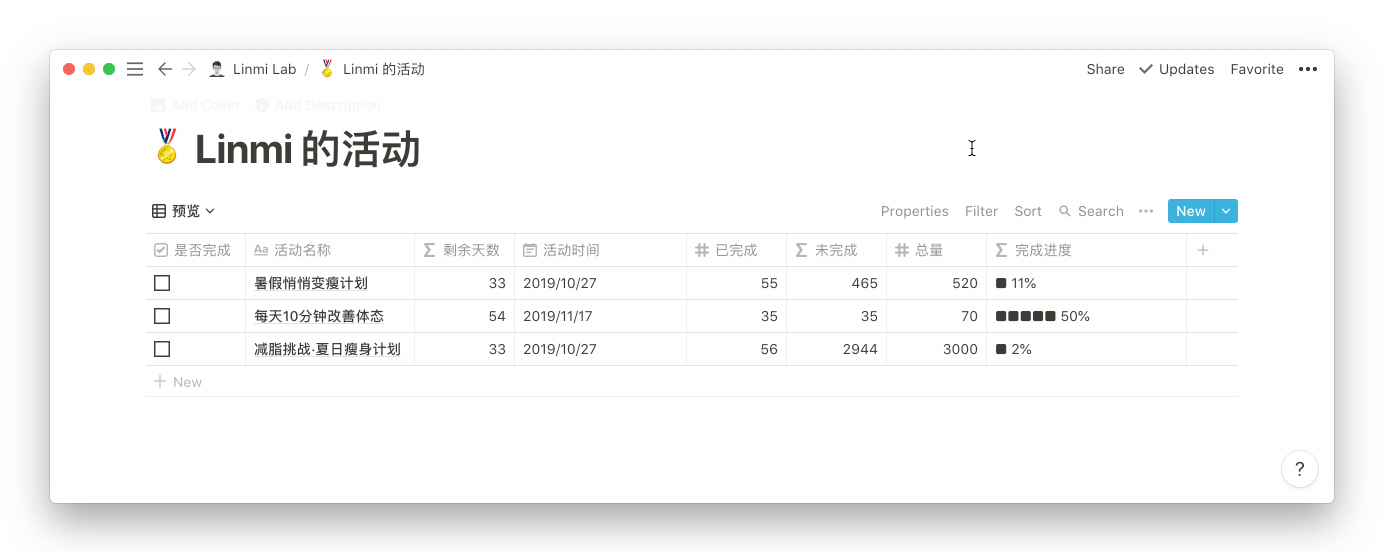 Linmi Lab / Linmi 的活动 Share Updates Favorite
Add Cover Add Description
Linmi 的活动
预览 Properties Filter Sort Search New
是否完成 Aa 活动名称 Σ 剩余天数 活动时间 # 已完成 Σ 未完成 # 总量 Σ 完成进度 +
暑假悄悄变瘦计划 33 2019/10/27 55 465 520 11%
每天10分钟改善体态 54 2019/11/17 35 35 70 50%
减脂挑战·夏日瘦身计划 33 2019/10/27 56 2944 3000 2%
+ New
?